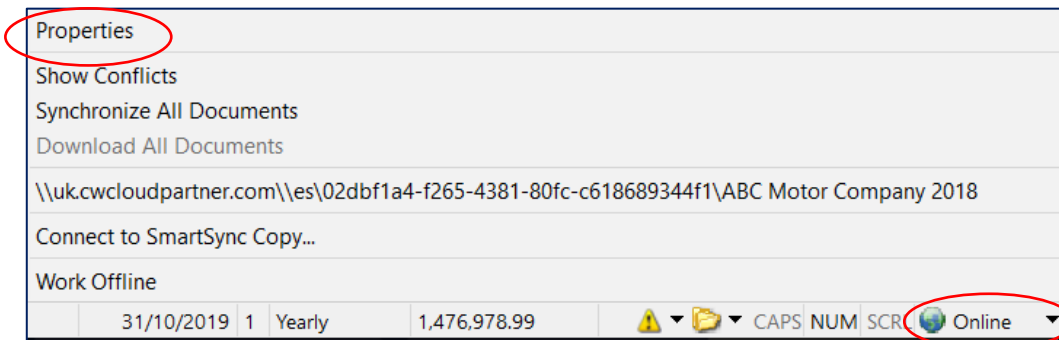 Properties
Show Conflicts
Synchronize All Documents
Download All Documents
\\uk.cwcloudpartner.com\\es\02dbf1a4-f265-4381-80fc-c618689344f1\ABC Motor Company 2018
Connect to SmartSync Copy...
Work Offline
31/10/2019 1 Yearly 1,476,978.99 CAPS NUM SCRL Online